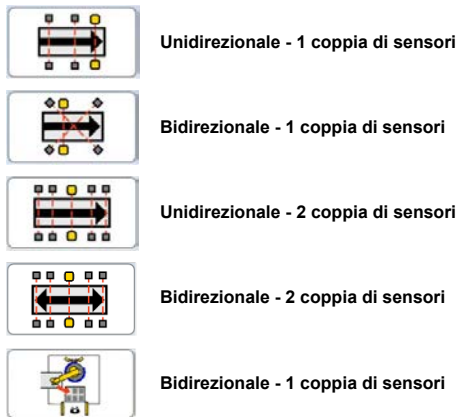 Unidirezionale - 1 coppia di sensori
Bidirezionale - 1 coppia di sensori
Unidirezionale - 2 coppia di sensori
Bidirezionale - 2 coppia di sensori
Bidirezionale - 1 coppia di sensori